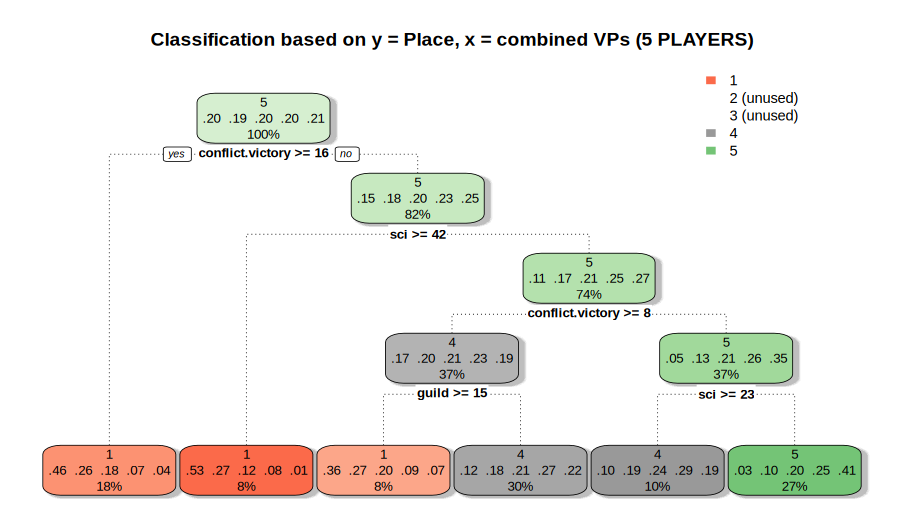 Classification based on y = Place, x = combined VPs (5 PLAYERS)
1
2 (unused)
3 (unused)
4
5
5
.20 .19 .20 .20 .21
100%
yes conflict.victory >= 16 no
5
.15 .18 .20 .23 .25
82%
sci >= 42
5
.11 .17 .21 .25 .27
74%
conflict.victory >= 8
4
.17 .20 .21 .23 .19
37%
guild >= 15
5
.05 .13 .21 .26 .35
37%
sci >= 23
1
.46 .26 .18 .07 .04
18%
1
.53 .27 .12 .08 .01
8%
1
.36 .27 .20 .09 .07
8%
4
.12 .18 .21 .27 .22
30%
4
.10 .19 .24 .29 .19
10%
5
.03 .10 .20 .25 .41
27%